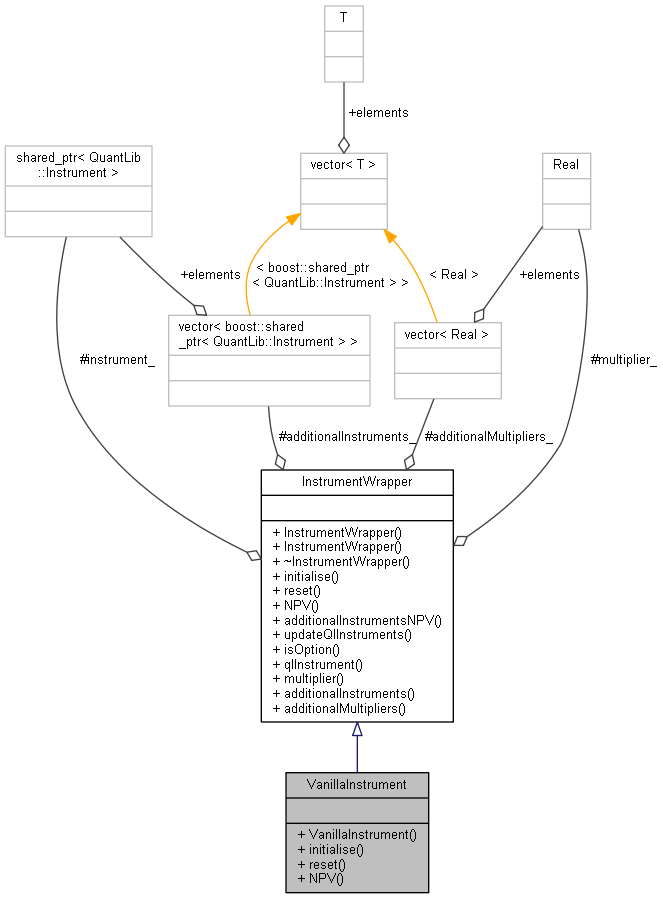 T
+elements
shared_ptr< QuantLib
::Instrument >
vector< T >
Real
+elements
< boost::shared_ptr
< QuantLib::Instrument > >
< Real >
+elements
vector< boost::shared
_ptr< QuantLib::Instrument > >
vector< Real >
#instrument_
#multiplier_
#additionalInstruments_
#additionalMultipliers_
InstrumentWrapper
+ InstrumentWrapper()
+ InstrumentWrapper()
+ ~InstrumentWrapper()
+ initialise()
+ reset()
+ NPV()
+ additionalInstrumentsNPV()
+ updateQlInstruments()
+ isOption()
+ qlInstrument()
+ multiplier()
+ additionalInstruments()
+ additionalMultipliers()
VanillaInstrument
+ VanillaInstrument()
+ initialise()
+ reset()
+ NPV()